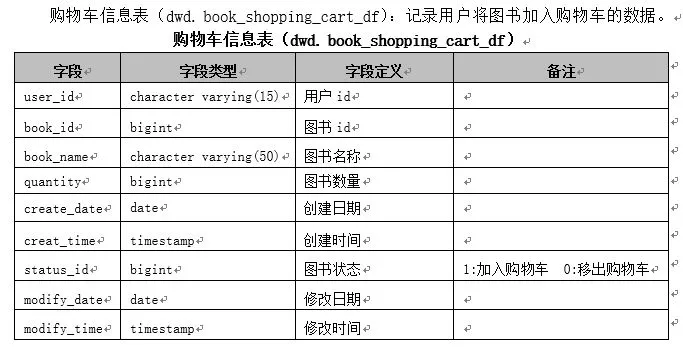 购物车信息表（dwd. book_shopping_cart_df）：记录用户将图书加入购物车的数据。
购物车信息表（dwd. book_shopping_cart_df）
字段 字段类型 字段定义 备注
user_id character varying(15) 用户 id
book_id bigint 图书 id
book_name character varying(50) 图书名称
quantity bigint 图书数量
create_date date 创建日期
creat_time timestamp 创建时间
status_id bigint 图书状态 1:加入购物车 0:移出购物车
modify_date date 修改日期
modify_time timestamp 修改时间